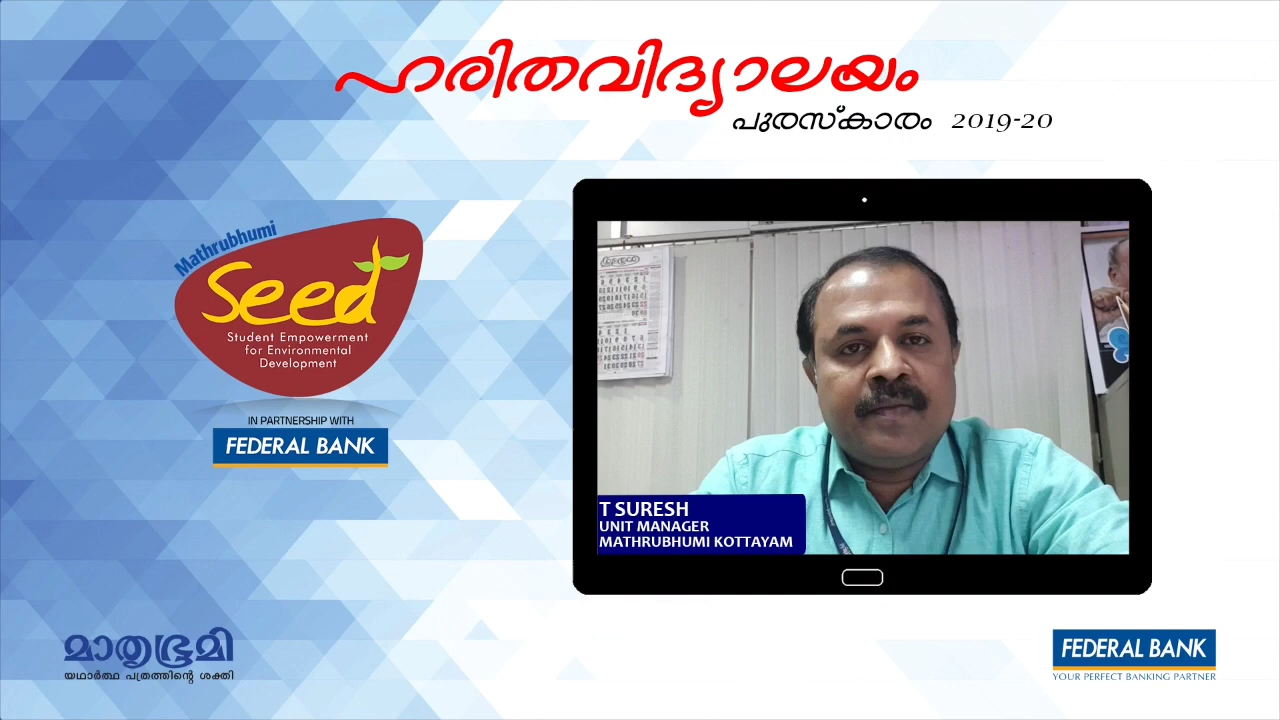 ഹരിതവിദ്യാലയം
പുരസ്കാരം 2019-20
Mathrubhumi
Seed
Student Empowerment
for Environmental
Development
IN PARTNERSHIP WITH
FEDERAL BANK
T SURESH
UNIT MANAGER
MATHRUBHUMI KOTTAYAM
മാതൃഭൂമി
യഥാർത്ഥ പത്രത്തിന്റെ ശക്തി
FEDERAL BANK
YOUR PERFECT BANKING PARTNER